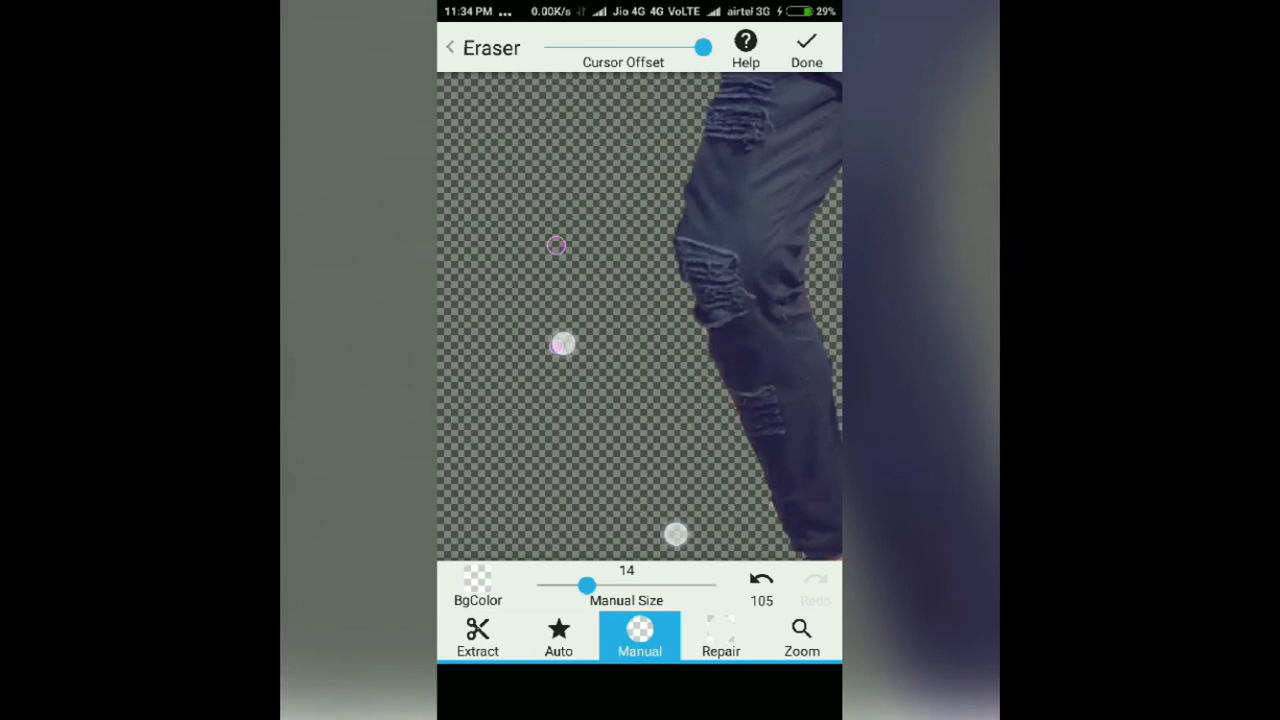 11:34 PM ... 0.00K/s Jio 4G 4G VoLTE airtel 3G 29%
Eraser
Cursor Offset
Help
Done
14
BgColor
Manual Size
105
Redo
Extract
Auto
Manual
Repair
Zoom